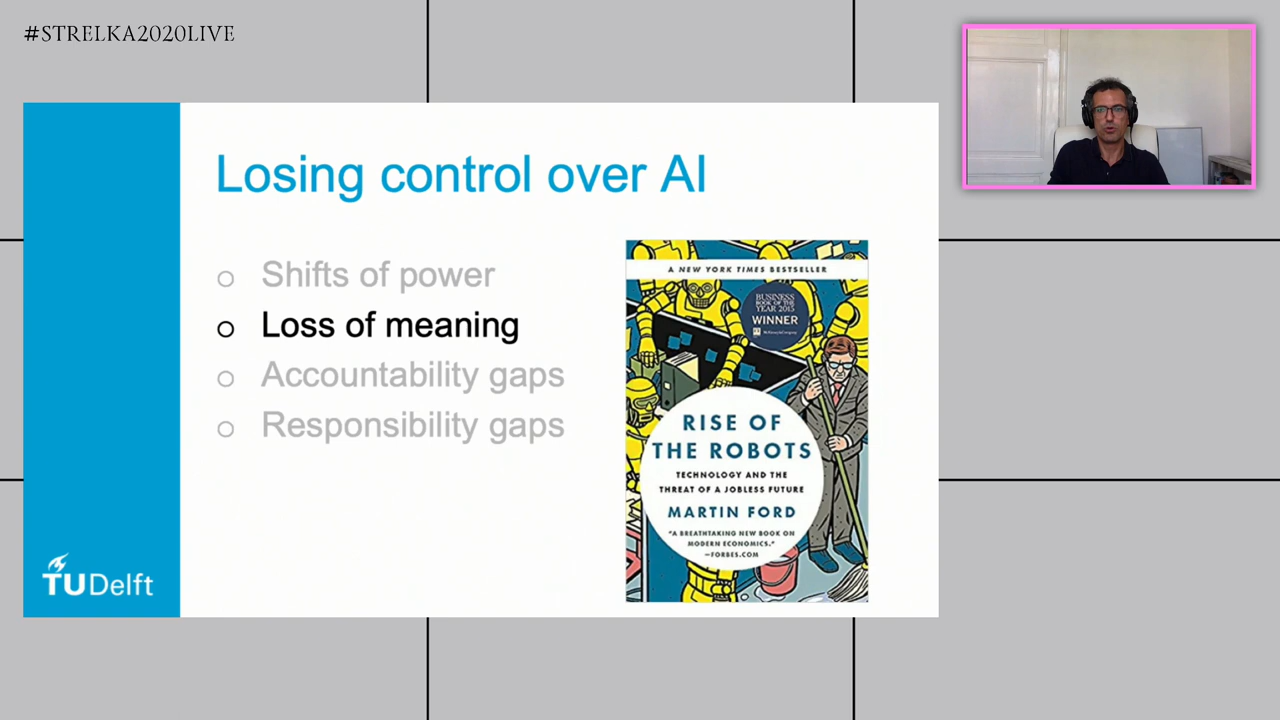 #STRELKA2020LIVE
Losing control over AI
Shifts of power
Loss of meaning
Accountability gaps
Responsibility gaps
A NEW YORK TIMES BESTSELLER
BUSINESS
BOOK OF THE
YEAR 2015
WINNER
RISE OF
THE ROBOTS
TECHNOLOGY AND THE
THREAT OF A JOBLESS FUTURE
MARTIN FORD
"A BREATHTAKING NEW BOOK ON
MODERN ECONOMICS."
—FORBES.COM
TUDelft